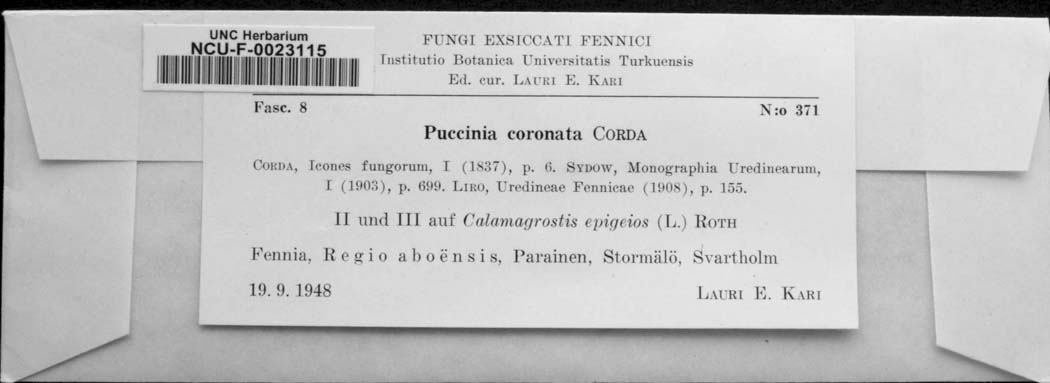 UNC Herbarium
NCU-F-0023115
FUNGI EXSICCATI FENNICI
Institutio Botanica Universitatis Turkuensis
Ed. cur. LAURI E. KARI
Fasc. 8 N:o 371
Puccinia coronata CORDA
CORDA, Icones fungorum, I (1837), p. 6. SYDOW, Monographia Uredinearum,
I (1903), p. 699. LIRO, Uredineae Fennicae (1908), p. 155.
II und III auf Calamagrostis epigeios (L.) ROTH
Fennia, Regio aboënsis, Parainen, Stormälö, Svartholm
19. 9. 1948 LAURI E. KARI